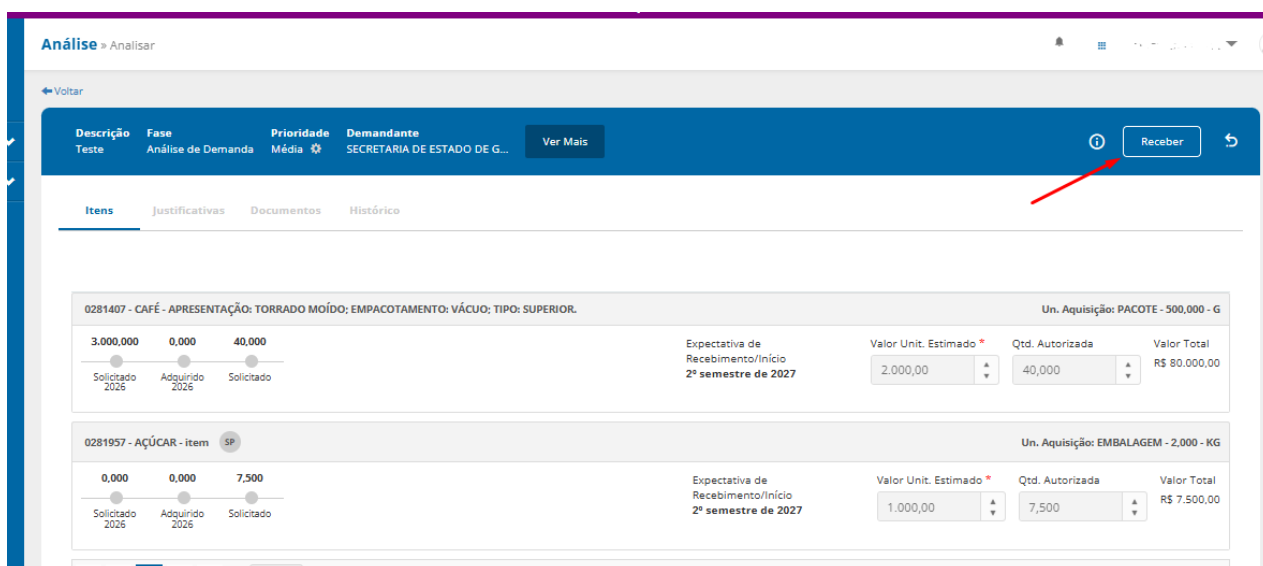 Análise » Analisar
Voltar
Descrição Fase Prioridade Demandante
Teste Análise de Demanda Média SECRETARIA DE ESTADO DE G... Ver Mais Receber
Itens Justificativas Documentos Histórico
0281407 - CAFÉ - APRESENTAÇÃO: TORRADO MOÍDO; EMPACOTAMENTO: VÁCUO; TIPO: SUPERIOR. Un. Aquisição: PACOTE - 500,000 - G
3.000,000 0,000 40,000
Solicitado 2026
Adquirido 2026
Solicitado
Expectativa de
Recebimento/Início
2º semestre de 2027
Valor Unit. Estimado *
2.000,00
Qtd. Autorizada
40,000
Valor Total
R$ 80.000,00
0281957 - AÇÚCAR - item SP Un. Aquisição: EMBALAGEM - 2,000 - KG
0,000 0,000 7,500
Solicitado 2026
Adquirido 2026
Solicitado
Expectativa de
Recebimento/Início
2º semestre de 2027
Valor Unit. Estimado *
1.000,00
Qtd. Autorizada
7,500
Valor Total
R$ 7.500,00